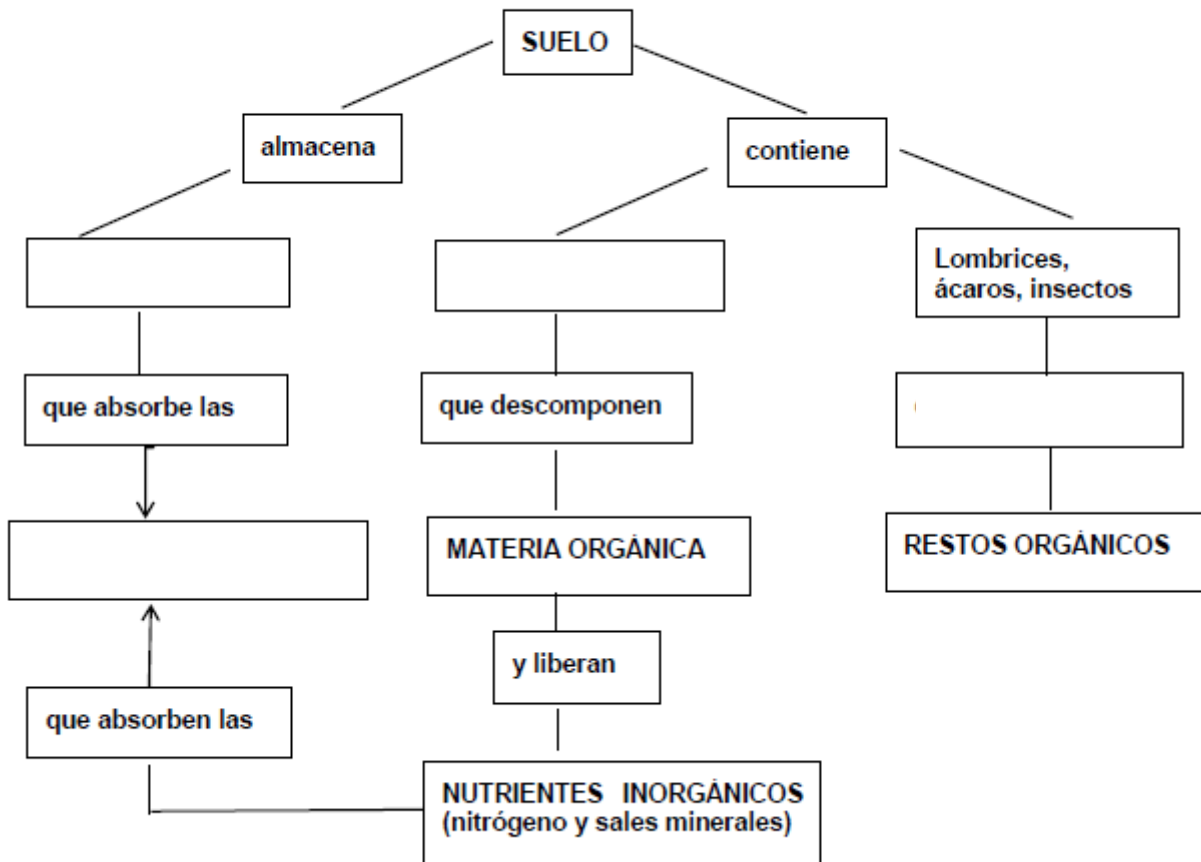 SUELO
almacena
contiene
Lombrices,
ácaros, insectos
que absorbe las
que descomponen
MATERIA ORGÁNICA
RESTOS ORGÁNICOS
y liberan
que absorben las
NUTRIENTES INORGÁNICOS
(nitrógeno y sales minerales)